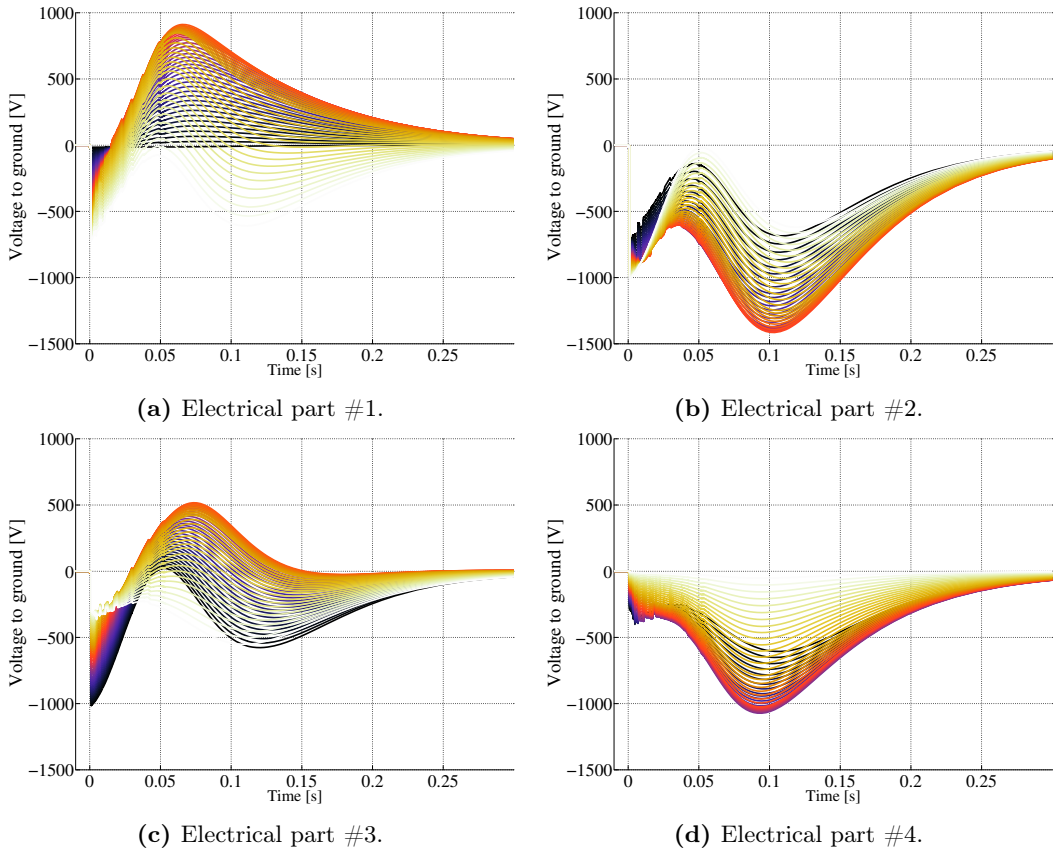 1000
500
0
−500
−1000
−1500
Voltage to ground [V]
0 0.05 0.1 0.15 0.2 0.25
Time [s]
(a) Electrical part #1.
1000
500
0
−500
−1000
−1500
Voltage to ground [V]
0 0.05 0.1 0.15 0.2 0.25
Time [s]
(b) Electrical part #2.
1000
500
0
−500
−1000
−1500
Voltage to ground [V]
0 0.05 0.1 0.15 0.2 0.25
Time [s]
(c) Electrical part #3.
1000
500
0
−500
−1000
−1500
Voltage to ground [V]
0 0.05 0.1 0.15 0.2 0.25
Time [s]
(d) Electrical part #4.